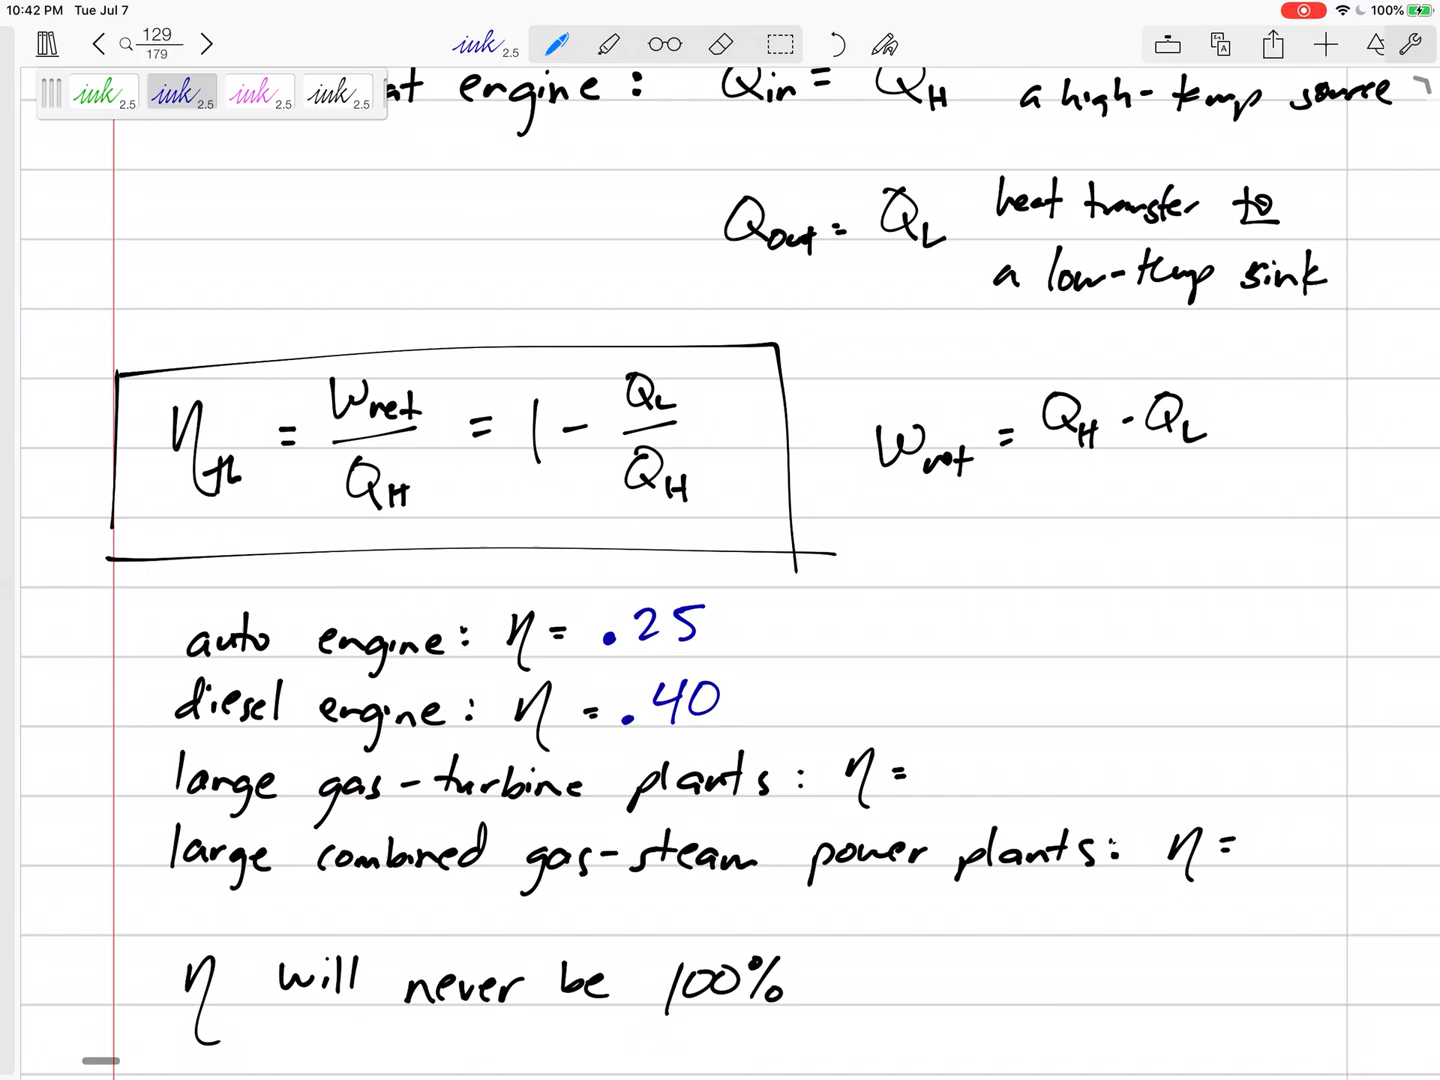 10:42 PM Tue Jul 7
100%
129
179
ink 2.5
ink 2.5 ink 2.5 ink 2.5 ink 2.5
at engine : Qin = QH a high-temp source
Qout = QL heat transfer to
a low-temp sink
ηth = Wnet / QH = 1 - QL / QH
Wnet = QH - QL
auto engine: η = .25
diesel engine: η = .40
large gas-turbine plants: η =
large combined gas-steam power plants: η =
η will never be 100%